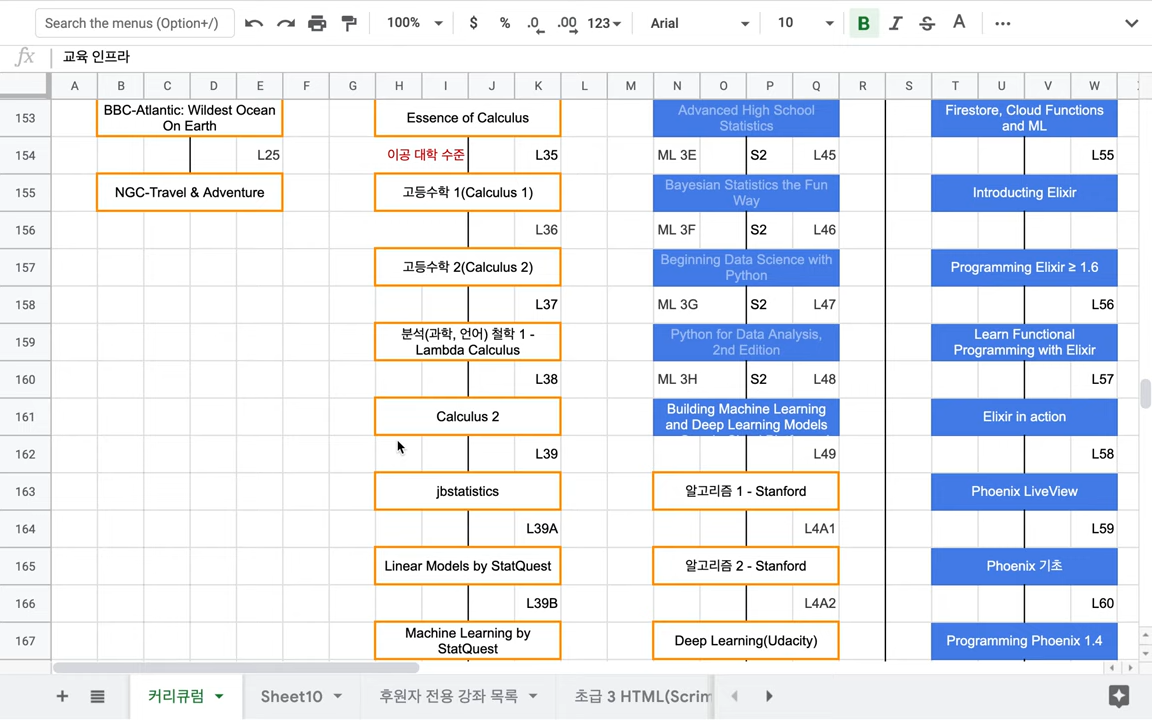 Search the menus (Option+/)
100%
$
%
.0
.00
123
Arial
10
B
I
S
A
fx
교육 인프라
A B C D E F G H I J K L M N O P Q R S T U V W
153
BBC-Atlantic: Wildest Ocean
On Earth
Essence of Calculus
Advanced High School
Statistics
Firestore, Cloud Functions
and ML
154
L25
이공 대학 수준
L35
ML 3E
S2
L45
L55
155
NGC-Travel & Adventure
고등수학 1(Calculus 1)
Bayesian Statistics the Fun
Way
Introducting Elixir
156
L36
ML 3F
S2
L46
157
고등수학 2(Calculus 2)
Beginning Data Science with
Python
Programming Elixir ≥ 1.6
158
L37
ML 3G
S2
L47
L56
159
분석(과학, 언어) 철학 1 -
Lambda Calculus
Python for Data Analysis,
2nd Edition
Learn Functional
Programming with Elixir
160
L38
ML 3H
S2
L48
L57
161
Calculus 2
Building Machine Learning
and Deep Learning Models
Elixir in action
162
L39
L49
L58
163
jbstatistics
알고리즘 1 - Stanford
Phoenix LiveView
164
L39A
L4A1
L59
165
Linear Models by StatQuest
알고리즘 2 - Stanford
Phoenix 기초
166
L39B
L4A2
L60
167
Machine Learning by
StatQuest
Deep Learning(Udacity)
Programming Phoenix 1.4
커리큐럼
Sheet10
후원자 전용 강좌 목록
초급 3 HTML(Scrim